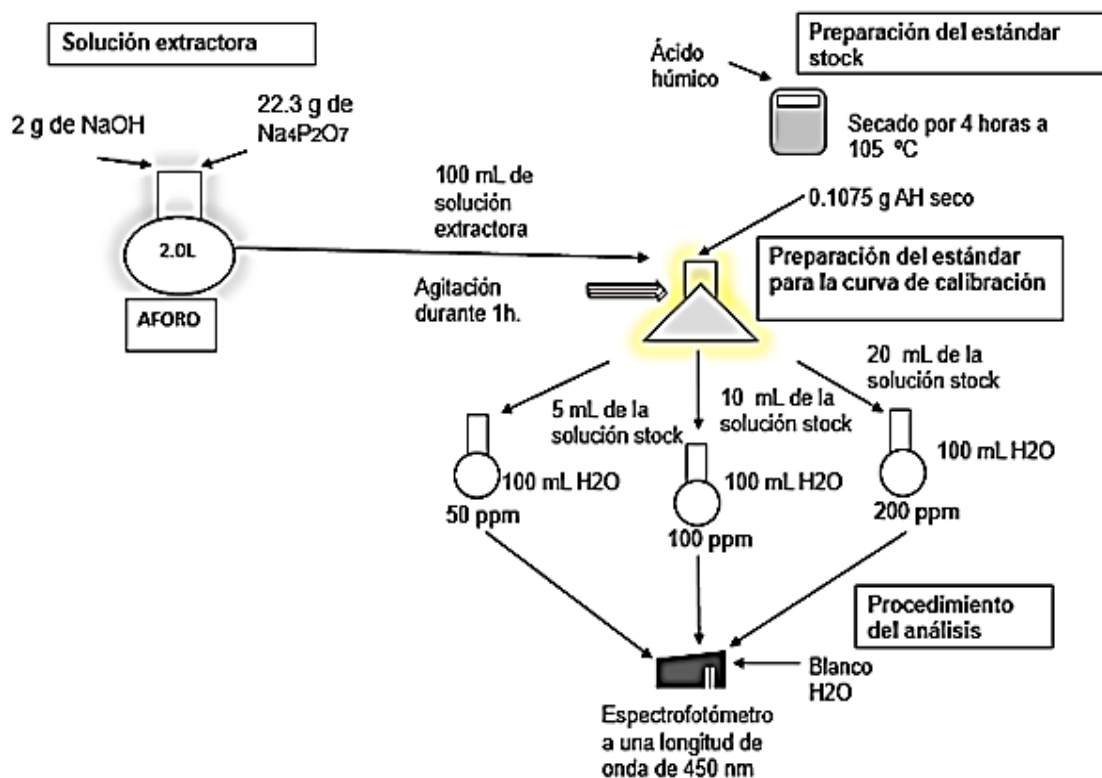 Solución extractora
2 g de NaOH
22.3 g de
Na4P2O7
2.0L
AFORO
100 mL de
solución
extractora
Agitación
durante 1h.
Ácido
húmico
Preparación del estándar
stock
Secado por 4 horas a
105 ºC
0.1075 g AH seco
Preparación del estándar
para la curva de calibración
5 mL de la
solución stock
100 mL H2O
50 ppm
10 mL de la
solución stock
100 mL H2O
100 ppm
20 mL de la
solución stock
100 mL H2O
200 ppm
Procedimiento
del análisis
Blanco
H2O
Espectrofotómetro
a una longitud de
onda de 450 nm